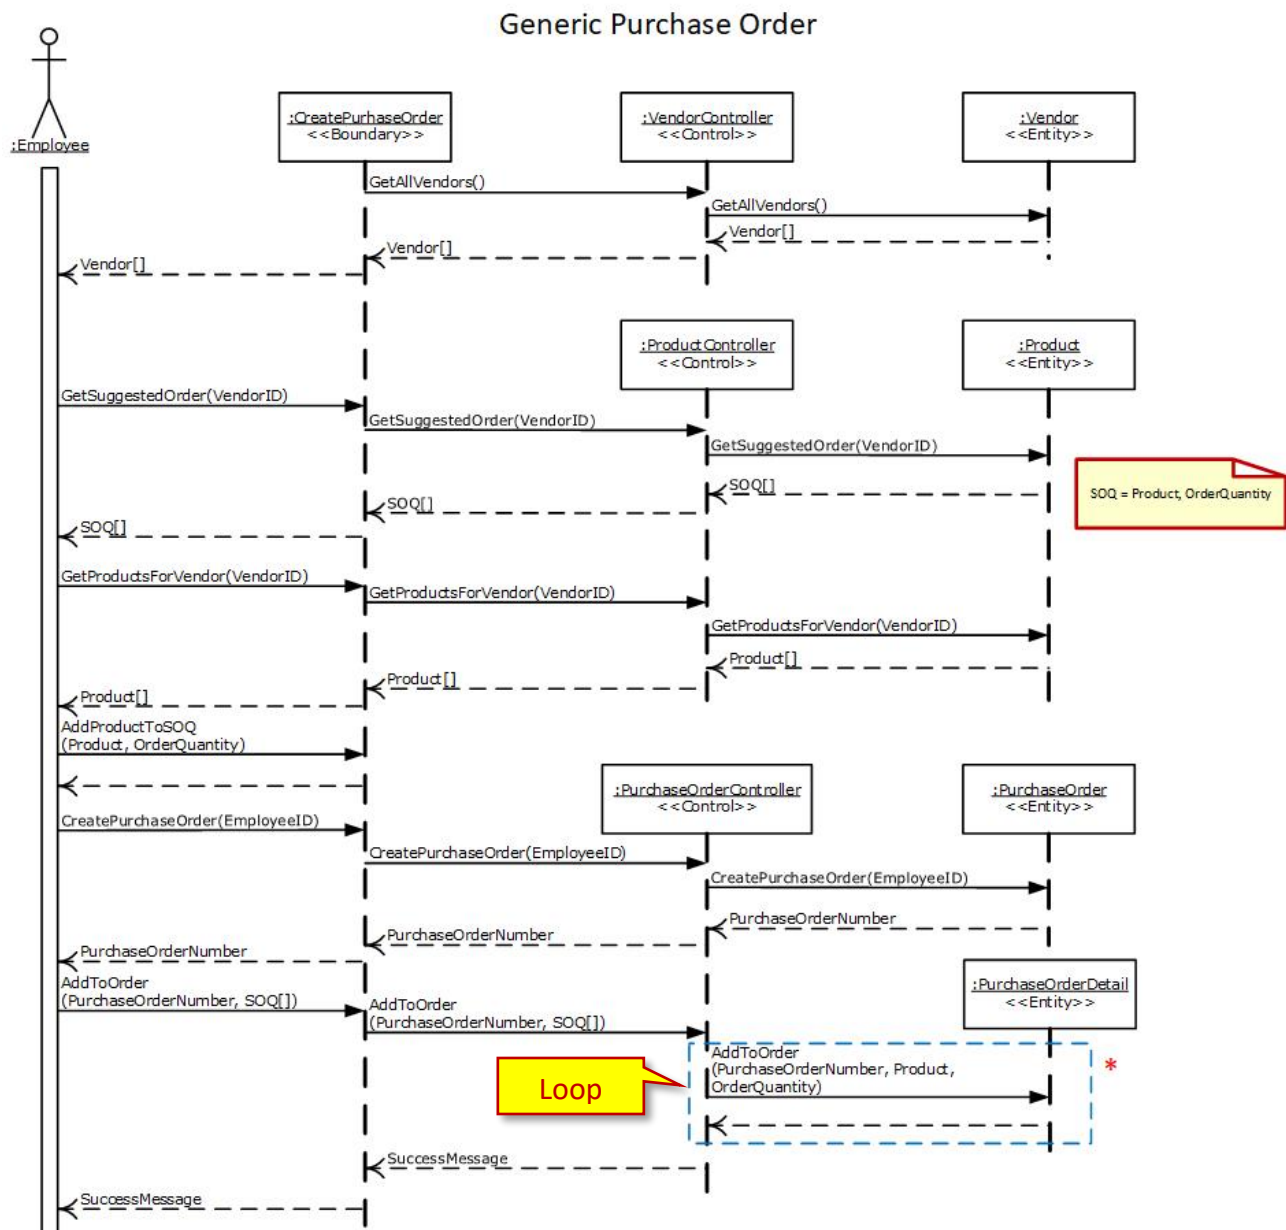 Generic Purchase Order
:Employee
:CreatePurhaseOrder
<<Boundary>>
:VendorController
<<Control>>
:Vendor
<<Entity>>
GetAllVendors()
GetAllVendors()
Vendor[]
Vendor[]
Vendor[]
:ProductController
<<Control>>
:Product
<<Entity>>
GetSuggestedOrder(VendorID)
GetSuggestedOrder(VendorID)
GetSuggestedOrder(VendorID)
SOQ = Product, OrderQuantity
SOQ[]
SOQ[]
SOQ[]
GetProductsForVendor(VendorID)
GetProductsForVendor(VendorID)
GetProductsForVendor(VendorID)
Product[]
Product[]
Product[]
AddProductToSOQ
(Product, OrderQuantity)
:PurchaseOrderController
<<Control>>
:PurchaseOrder
<<Entity>>
CreatePurchaseOrder(EmployeeID)
CreatePurchaseOrder(EmployeeID)
CreatePurchaseOrder(EmployeeID)
PurchaseOrderNumber
PurchaseOrderNumber
PurchaseOrderNumber
:PurchaseOrderDetail
<<Entity>>
AddToOrder
(PurchaseOrderNumber, SOQ[])
AddToOrder
(PurchaseOrderNumber, SOQ[])
AddToOrder
(PurchaseOrderNumber, Product,
OrderQuantity)
*
Loop
SuccessMessage
SuccessMessage